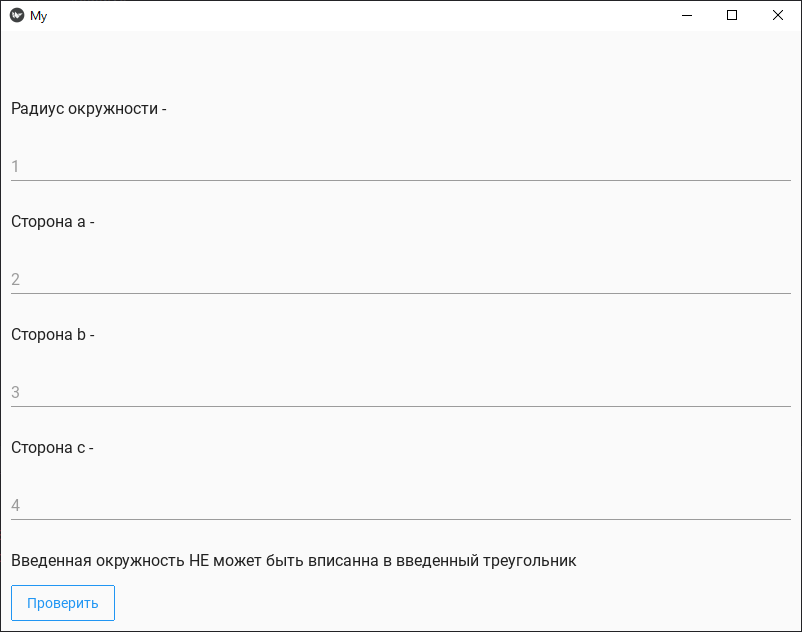 My
Радиус окружности -
1
Сторона a -
2
Сторона b -
3
Сторона c -
4
Введенная окружность НЕ может быть вписанна в введенный треугольник
Проверить